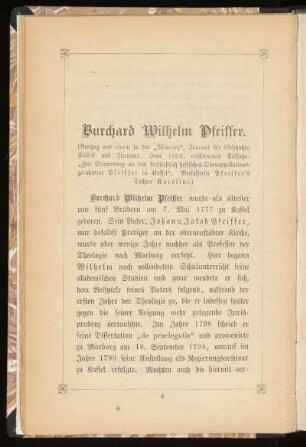 Burchard Wilhelm Pfeiffer.
(Auszug aus einem in der „Minerva“, Journal für Geschichte,
Politik und Literatur, Juni 1854, erschienenen Aufsatze:
„Zur Erinnerung an den kurfürstlich hessischen Oberappellations-
gerichtsrat Pfeiffer in Kassel“. Verfasserin Pfeiffer's
Tochter Karoline.)
Burchard Wilhelm Pfeiffer wurde als ältester
von fünf Brüdern am 7. Mai 1777 zu Kassel
geboren. Sein Vater, Johann Jakob Pfeiffer,
war daselbst Prediger an der oberneustädter Kirche,
wurde aber wenige Jahre nachher als Professor der
Theologie nach Marburg versetzt. Hier begann
Wilhelm nach vollendetem Schulunterricht seine
akademischen Studien und zwar wendete er sich,
dem Beispiele seines Vaters folgend, während der
ersten Jahre der Theologie zu, die er indessen später
gegen die seiner Neigung mehr zusagende Juris-
prudenz vertauschte. Im Jahre 1798 schrieb er
seine Dissertation „de praelegatis“ und promovierte
zu Marburg am 18. September 1798, worauf im
Jahre 1799 seine Anstellung als Regierungsarchivar
zu Kassel erfolgte. Mochten auch die hiermit ver-
6